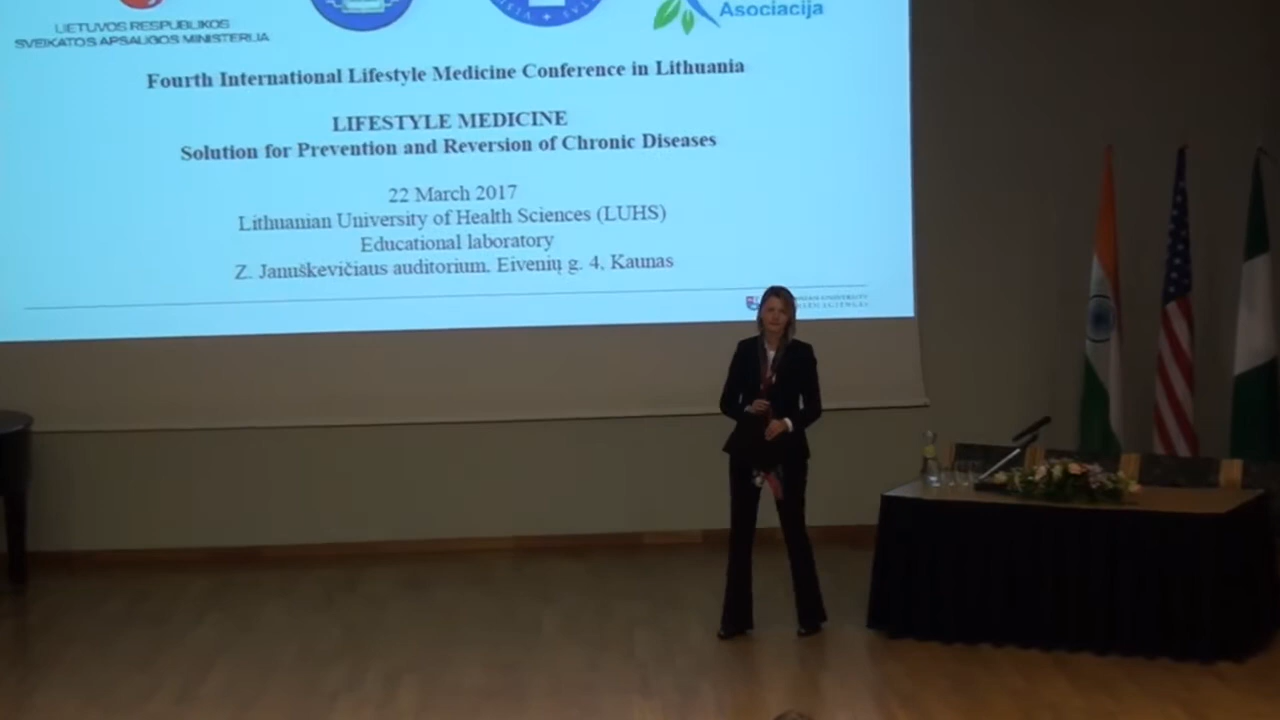 LIETUVOS RESPUBLIKOS
SVEIKATOS APSAUGOS MINISTERIJA
Asociacija
Fourth International Lifestyle Medicine Conference in Lithuania
LIFESTYLE MEDICINE
Solution for Prevention and Reversion of Chronic Diseases
22 March 2017
Lithuanian University of Health Sciences (LUHS)
Educational laboratory
Z. Januškevičiaus auditorium, Eivenių g. 4, Kaunas